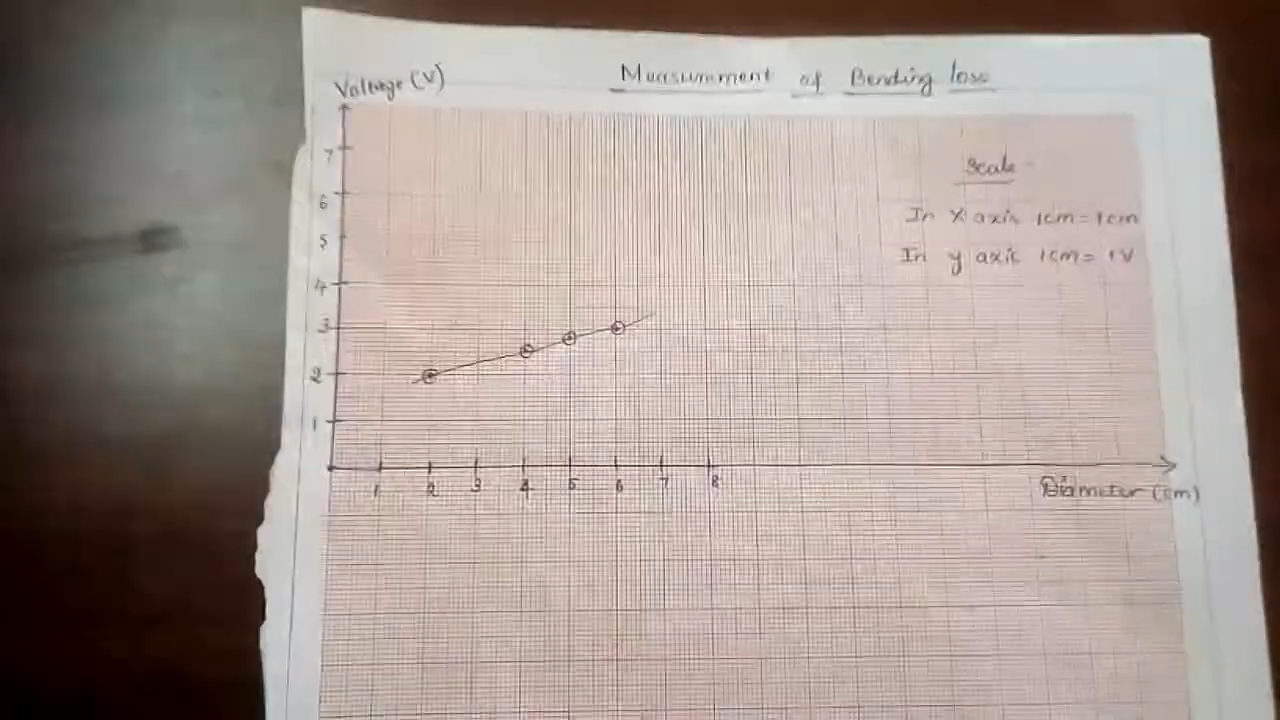 Measurement of Bending loss
Voltage (V)
Scale -
In X axis 1cm = 1cm
In y axis 1cm = 1V
7
6
5
4
3
2
1
1 2 3 4 5 6 7 8
Diameter (cm)